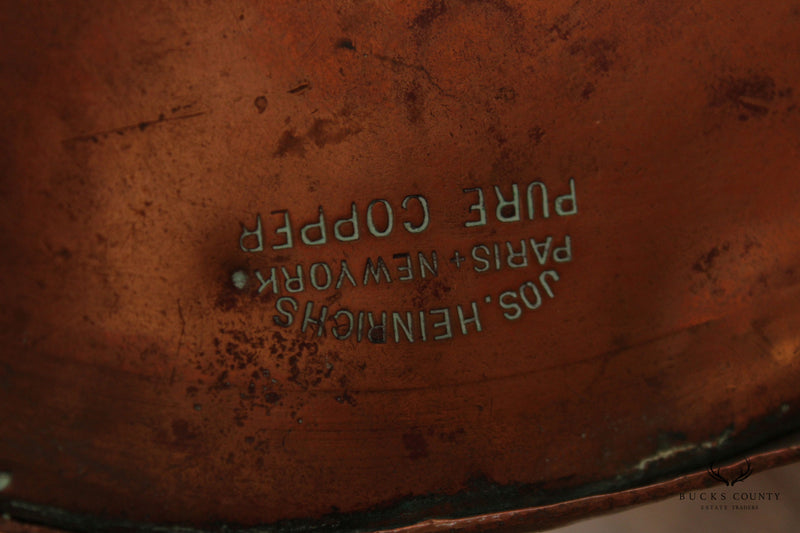 JOS. HEINRICHS
PARIS + NEW YORK.
PURE COPPER
BUCKS COUNTY
ESTATE TRADERS